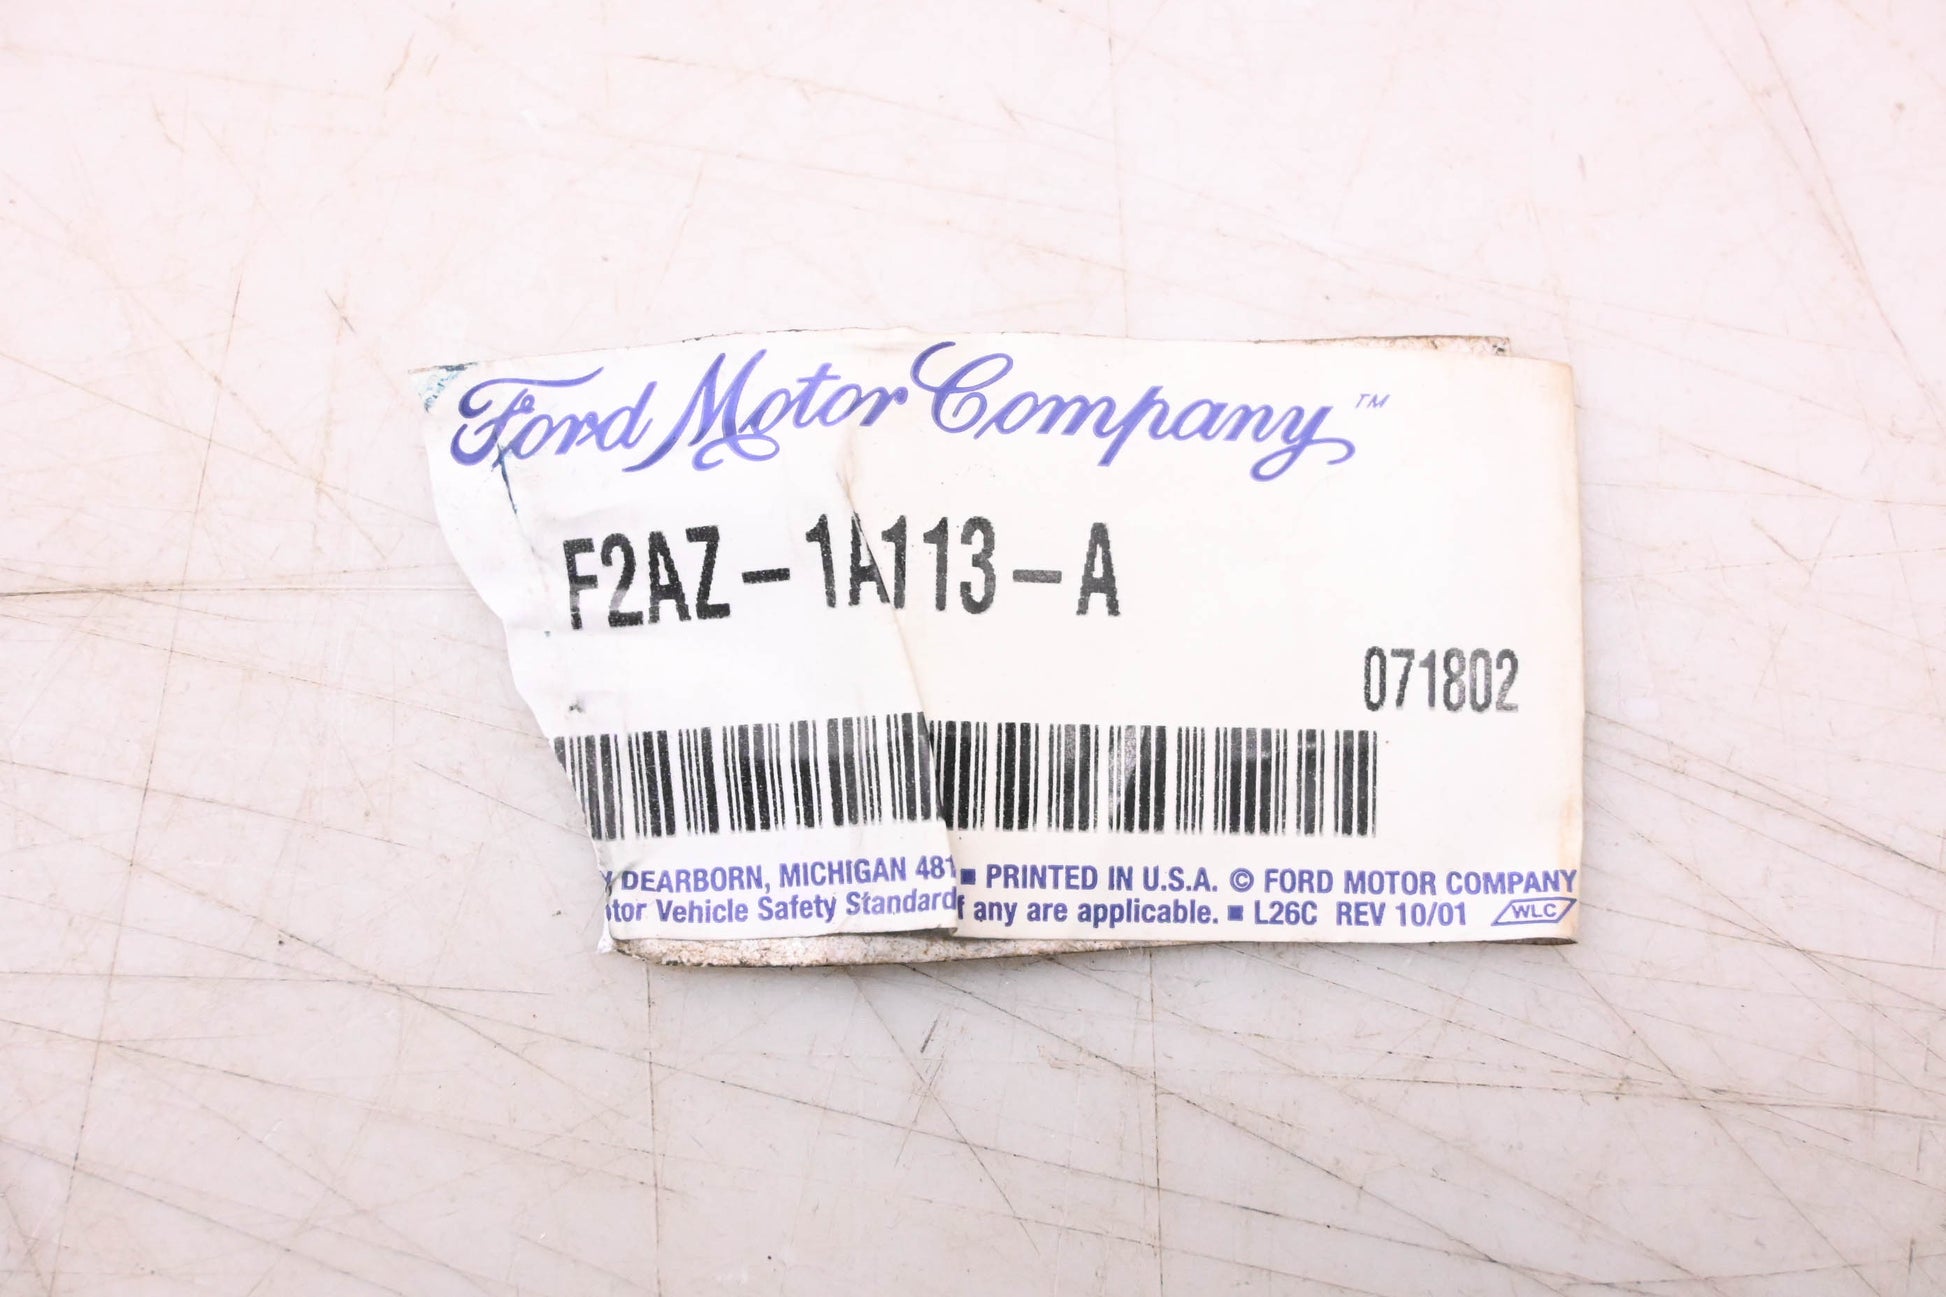 Ford Motor Company™
F2AZ-1A113-A
071802
DEARBORN, MICHIGAN 481 ■ PRINTED IN U.S.A. © FORD MOTOR COMPANY
Vehicle Safety Standard any are applicable. ■ L26C REV 10/01 WLC